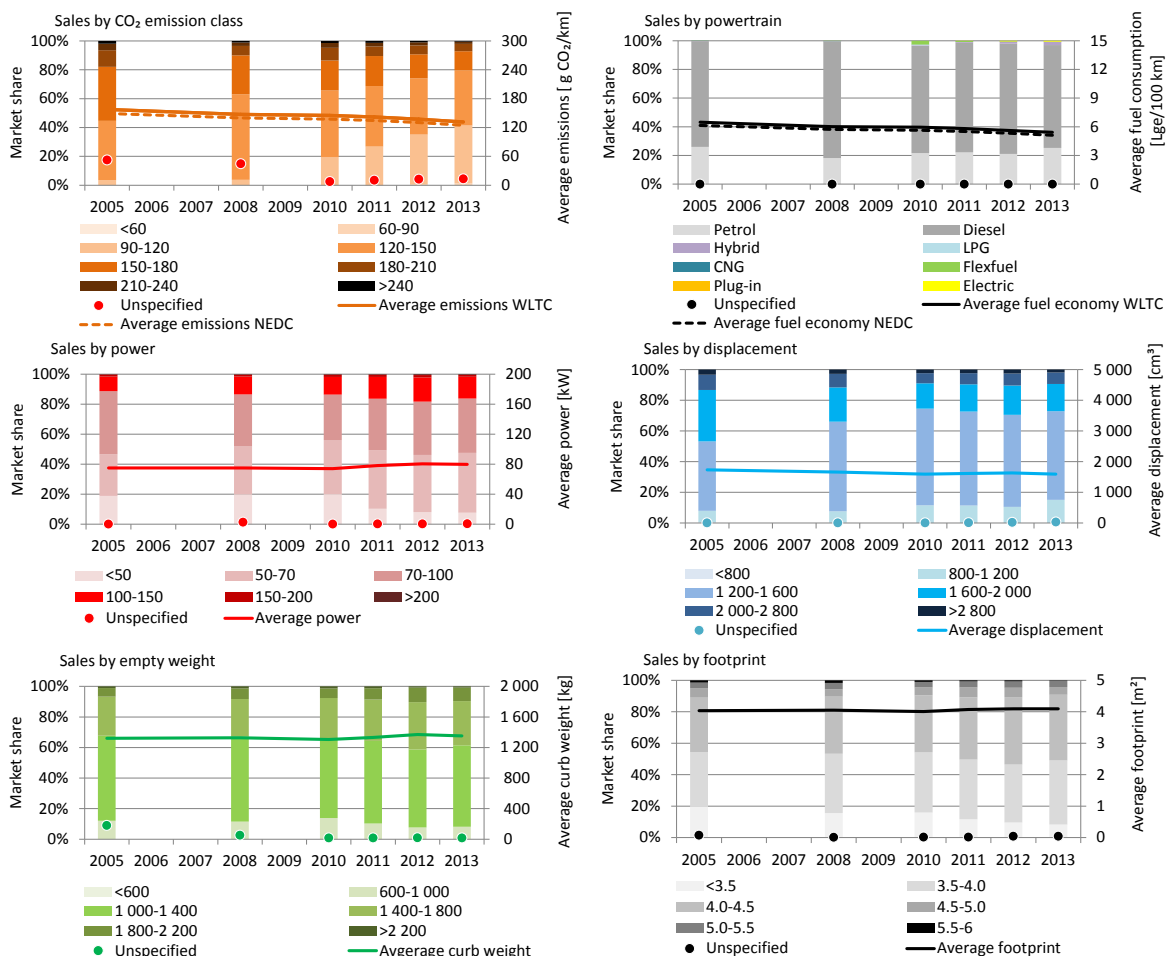 Sales by CO₂ emission class
100%
80%
60%
40%
20%
0%
Market share
300
240
180
120
60
0
Average emissions [ g CO₂/km]
2005 2006 2007 2008 2009 2010 2011 2012 2013
<60 60-90
90-120 120-150
150-180 180-210
210-240 >240
Unspecified Average emissions WLTC
Average emissions NEDC
Sales by powertrain
100%
80%
60%
40%
20%
0%
Market share
15
12
9
6
3
0
Average fuel consumption
[Lge/100 km]
2005 2006 2007 2008 2009 2010 2011 2012 2013
Petrol Diesel
Hybrid LPG
CNG Flexfuel
Plug-in Electric
Unspecified Average fuel economy WLTC
Average fuel economy NEDC
Sales by power
100%
80%
60%
40%
20%
0%
Market share
200
160
120
80
40
0
Average power [kW]
2005 2006 2007 2008 2009 2010 2011 2012 2013
<50 50-70 70-100
100-150 150-200 >200
Unspecified Average power
Sales by displacement
100%
80%
60%
40%
20%
0%
Market share
5 000
4 000
3 000
2 000
1 000
0
Average displacement [cm³]
2005 2006 2007 2008 2009 2010 2011 2012 2013
<800 800-1 200
1 200-1 600 1 600-2 000
2 000-2 800 >2 800
Unspecified Average displacement
Sales by empty weight
100%
80%
60%
40%
20%
0%
Market share
2 000
1 600
1 200
800
400
0
Average curb weight [kg]
2005 2006 2007 2008 2009 2010 2011 2012 2013
<600 600-1 000
1 000-1 400 1 400-1 800
1 800-2 200 >2 200
Unspecified Avgerage curb weight
Sales by footprint
100%
80%
60%
40%
20%
0%
Market share
5
4
3
2
1
0
Average footprint [m²]
2005 2006 2007 2008 2009 2010 2011 2012 2013
<3.5 3.5-4.0
4.0-4.5 4.5-5.0
5.0-5.5 5.5-6
Unspecified Average footprint